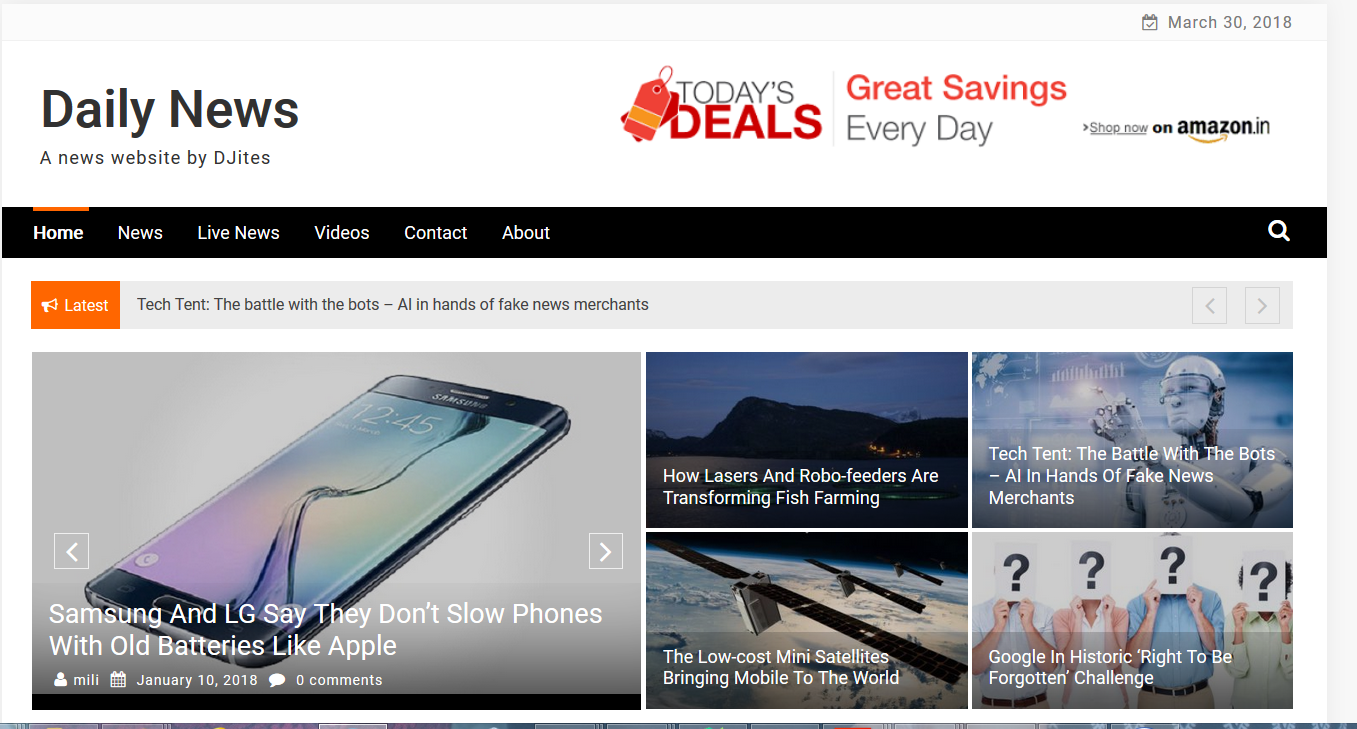 March 30, 2018
Daily News
A news website by DJites
TODAY'S
DEALS
Great Savings
Every Day
>Shop now on amazon.in
Home News Live News Videos Contact About
Latest Tech Tent: The battle with the bots – AI in hands of fake news merchants
SAMSUNG
12:45
Samsung And LG Say They Don’t Slow Phones
With Old Batteries Like Apple
mili January 10, 2018 0 comments
How Lasers And Robo-feeders Are
Transforming Fish Farming
Tech Tent: The Battle With The Bots
– AI In Hands Of Fake News
Merchants
The Low-cost Mini Satellites
Bringing Mobile To The World
? ? ? ?
Google In Historic ‘Right To Be
Forgotten’ Challenge